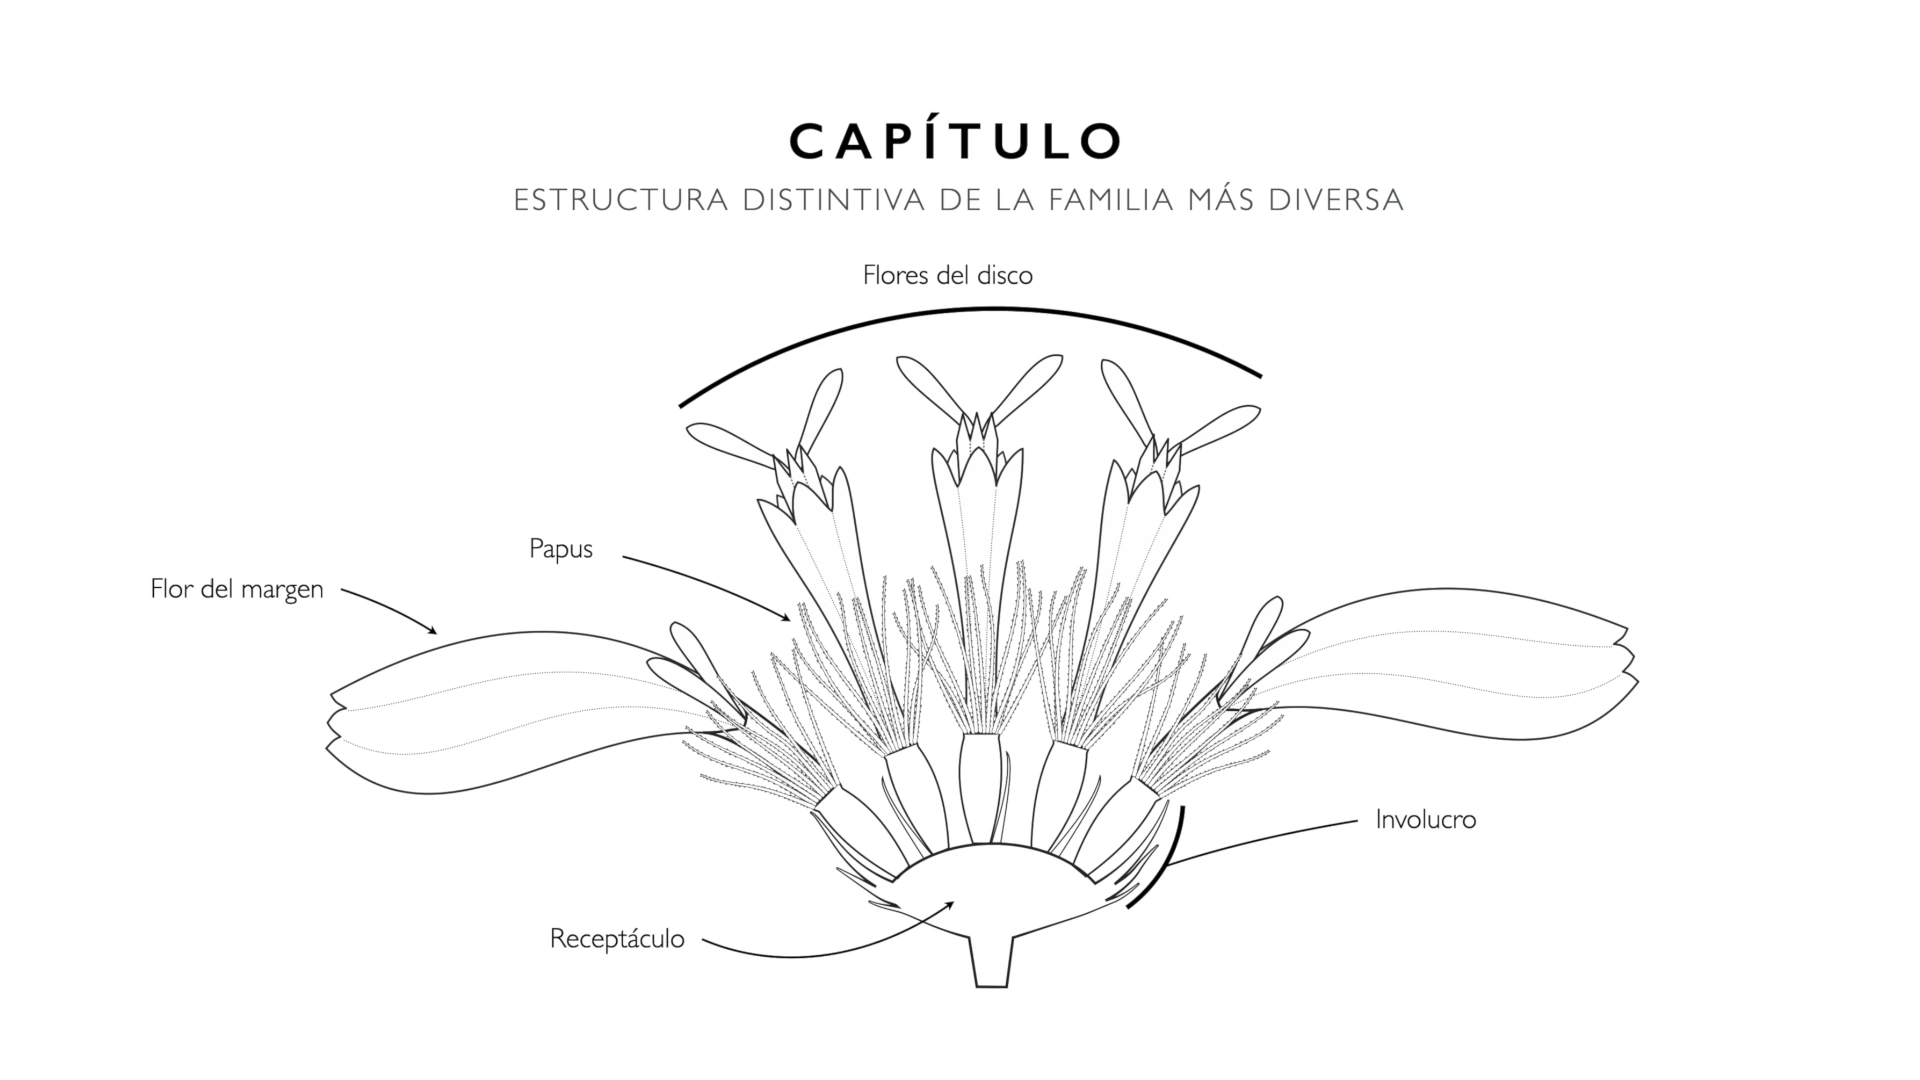 CAPÍTULO
ESTRUCTURA DISTINTIVA DE LA FAMILIA MÁS DIVERSA
Flores del disco
Papus
Flor del margen
Involucro
Receptáculo